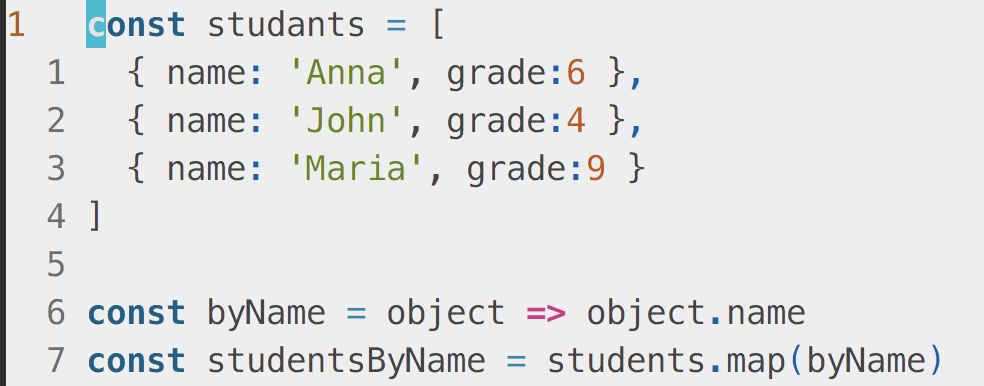 1 const studants = [
1 { name: 'Anna', grade:6 },
2 { name: 'John', grade:4 },
3 { name: 'Maria', grade:9 }
4 ]
5
6 const byName = object => object.name
7 const studentsByName = students.map(byName)